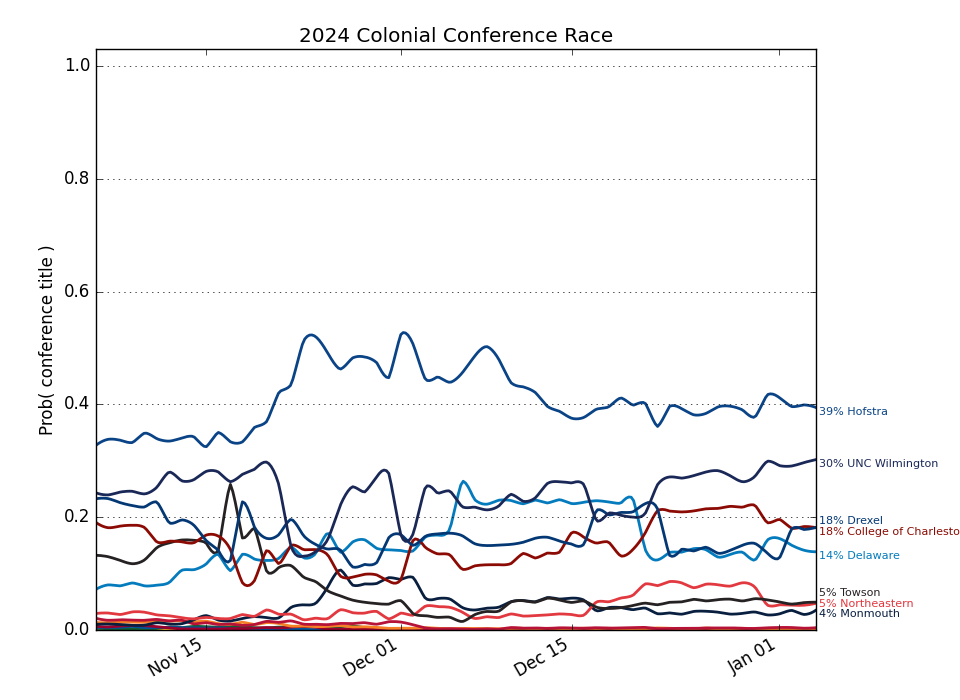 2024 Colonial Conference Race
Prob( conference title )
1.0
0.8
0.6
0.4
0.2
0.0
Nov 15
Dec 01
Dec 15
Jan 01
39% Hofstra
30% UNC Wilmington
18% Drexel
18% College of Charlesto
14% Delaware
5% Towson
5% Northeastern
4% Monmouth